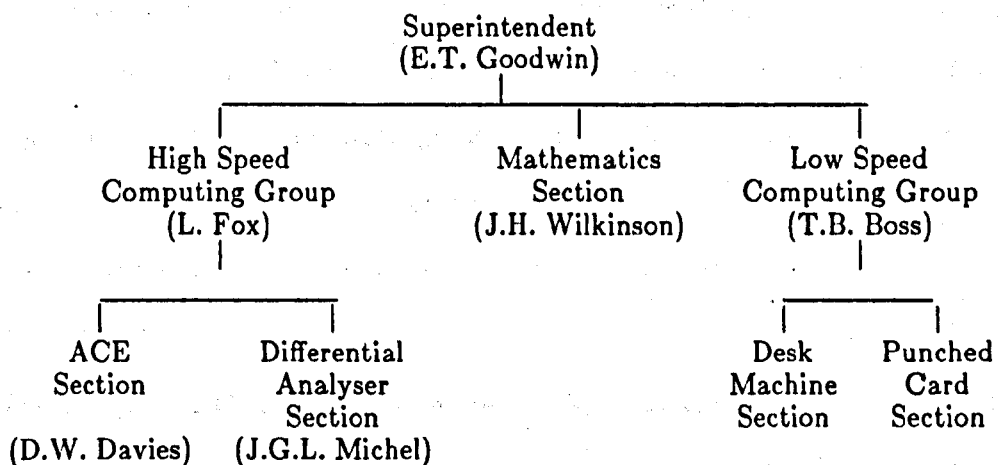 Superintendent
(E.T. Goodwin)
High Speed
Computing Group
(L. Fox)
Mathematics
Section
(J.H. Wilkinson)
Low Speed
Computing Group
(T.B. Boss)
ACE
Section
(D.W. Davies)
Differential
Analyser
Section
(J.G.L. Michel)
Desk
Machine
Section
Punched
Card
Section